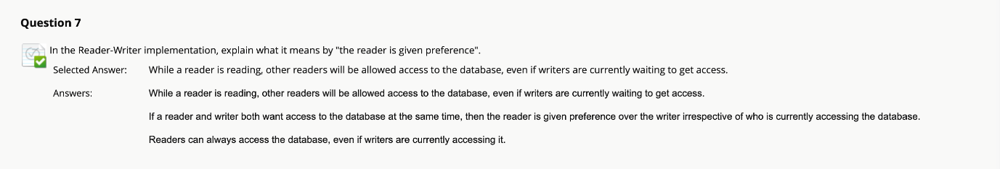 Question 7
In the Reader-Writer implementation, explain what it means by "the reader is given preference".
Selected Answer: While a reader is reading, other readers will be allowed access to the database, even if writers are currently waiting to get access.
Answers: While a reader is reading, other readers will be allowed access to the database, even if writers are currently waiting to get access.
If a reader and writer both want access to the database at the same time, then the reader is given preference over the writer irrespective of who is currently accessing the database.
Readers can always access the database, even if writers are currently accessing it.